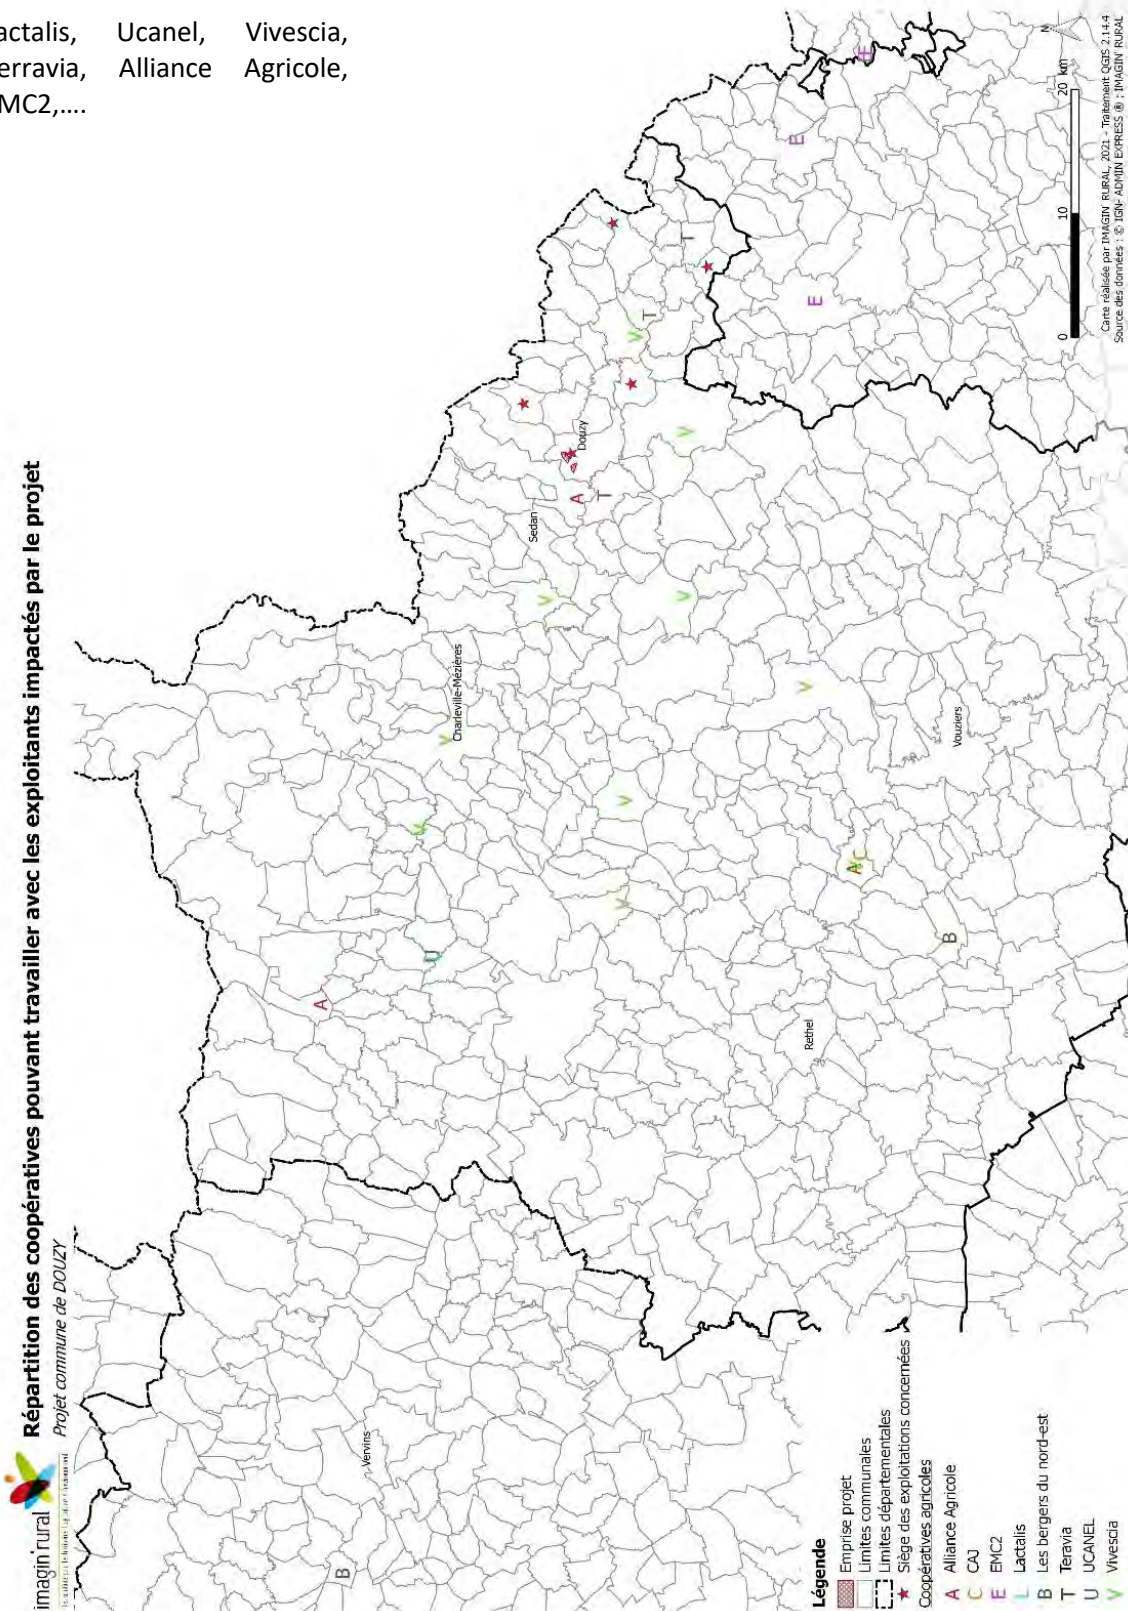 actalis, Ucanel, Vivescia,
erravia, Alliance Agricole,
MC2,....
imagin'rural
Répartition des coopératives pouvant travailler avec les exploitants impactés par le projet
Projet commune de DOUZY
Vervins
B
A
U
V
V
Charleville-Mézières
V
V
Rethel
B
A
C
V
Vouziers
V
V
Sedan
A
T
Douzy
V
V
T
T
E
E
E
N
Légende
Emprise projet
Limites communales
Limites départementales
Siège des exploitations concernées
Coopératives agricoles
A Alliance Agricole
C CAJ
E EMC2
L Lactalis
B Les bergers du nord-est
T Teravia
U UCANEL
V Vivescia
0 10 20 km
Carte réalisée par IMAGIN' RURAL, 2021 - Traitement QGIS 2.14.4
Source des données : © IGN- ADMIN EXPRESS ® ; IMAGIN' RURAL